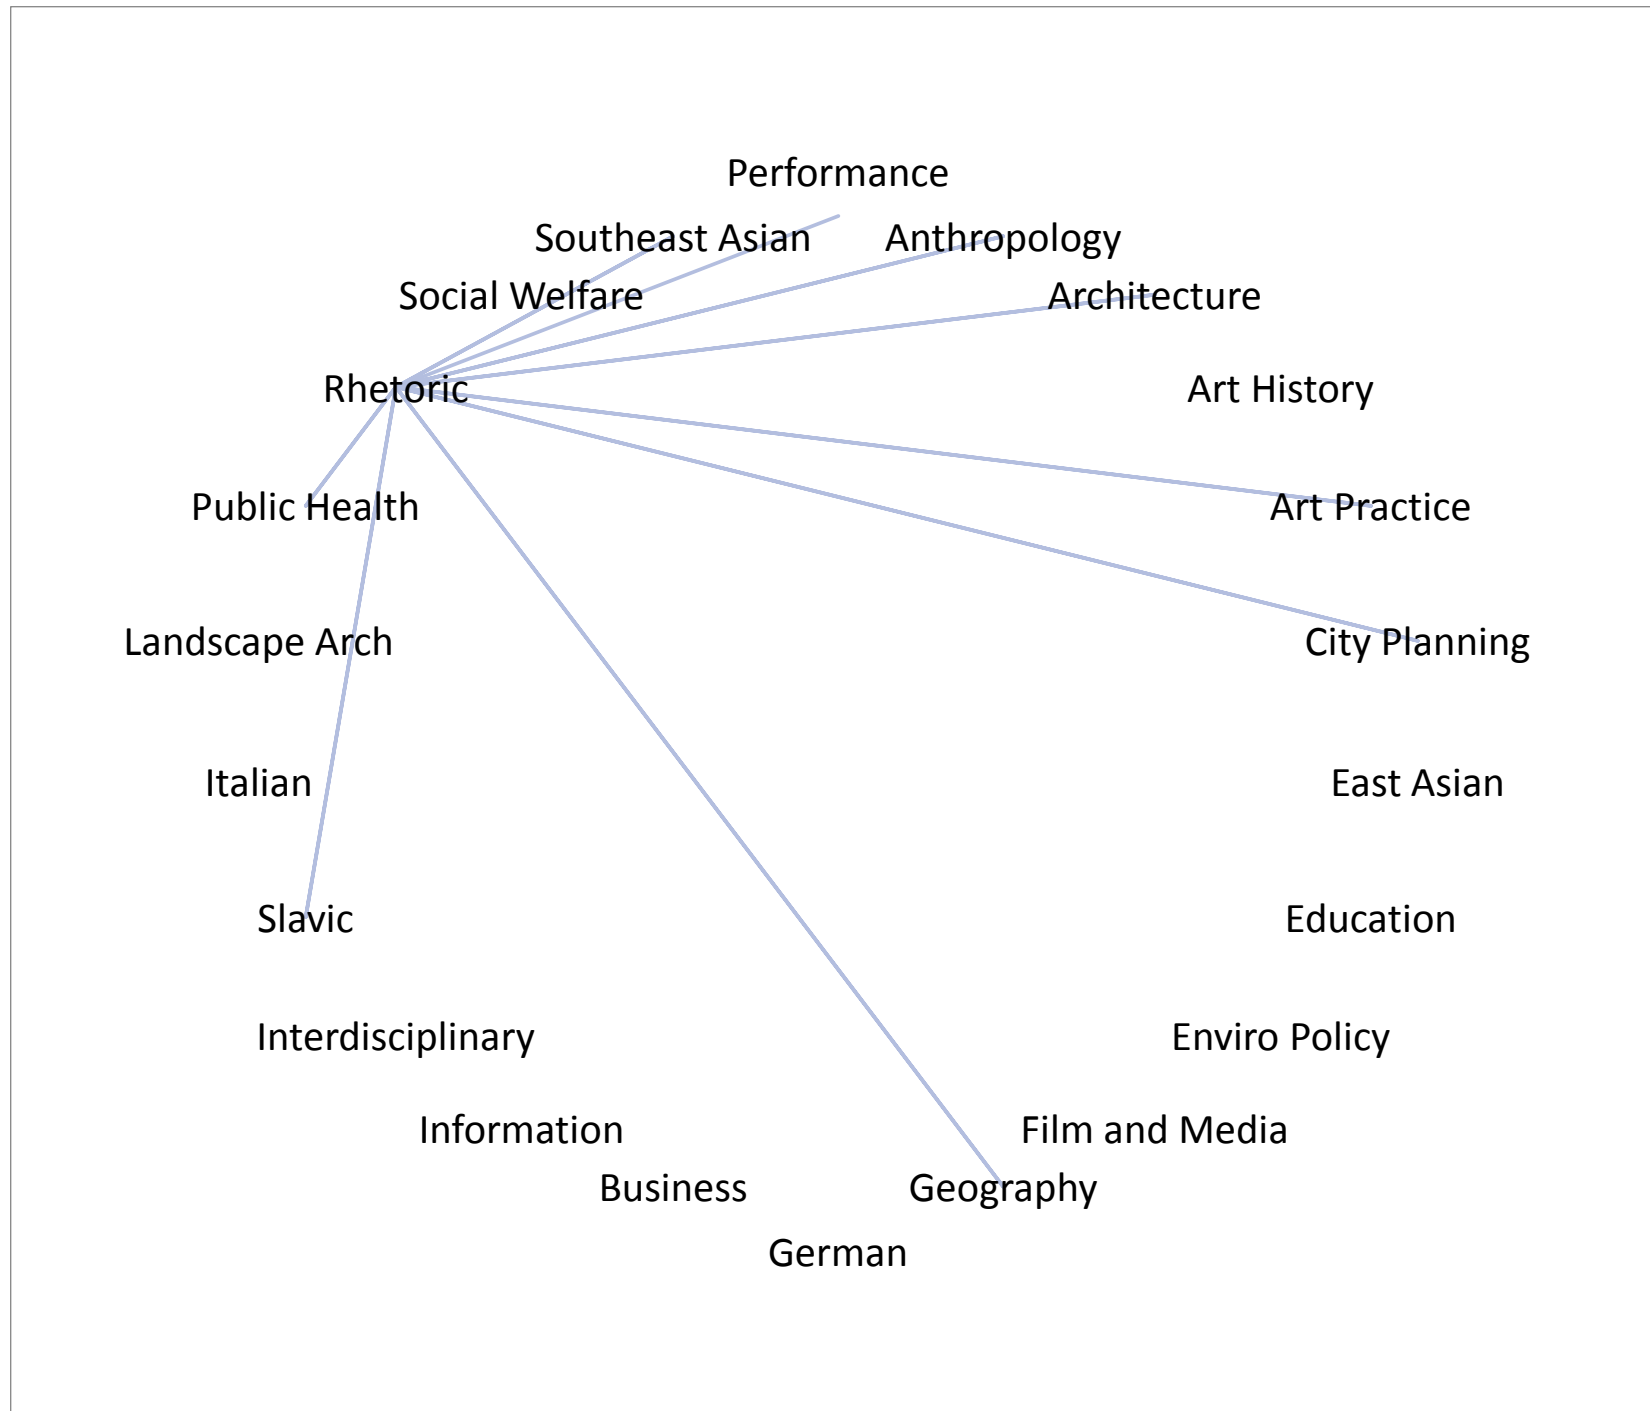 Performance
Southeast Asian
Anthropology
Social Welfare
Architecture
Rhetoric
Art History
Public Health
Art Practice
Landscape Arch
City Planning
Italian
East Asian
Slavic
Education
Interdisciplinary
Enviro Policy
Information
Film and Media
Business
Geography
German